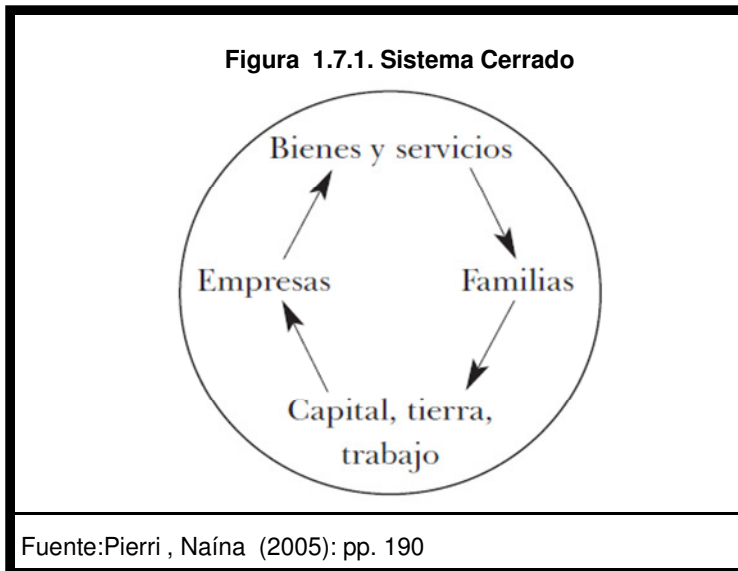 Figura 1.7.1. Sistema Cerrado
Bienes y servicios
Empresas
Familias
Capital, tierra,
trabajo
Fuente:Pierri , Naína (2005): pp. 190